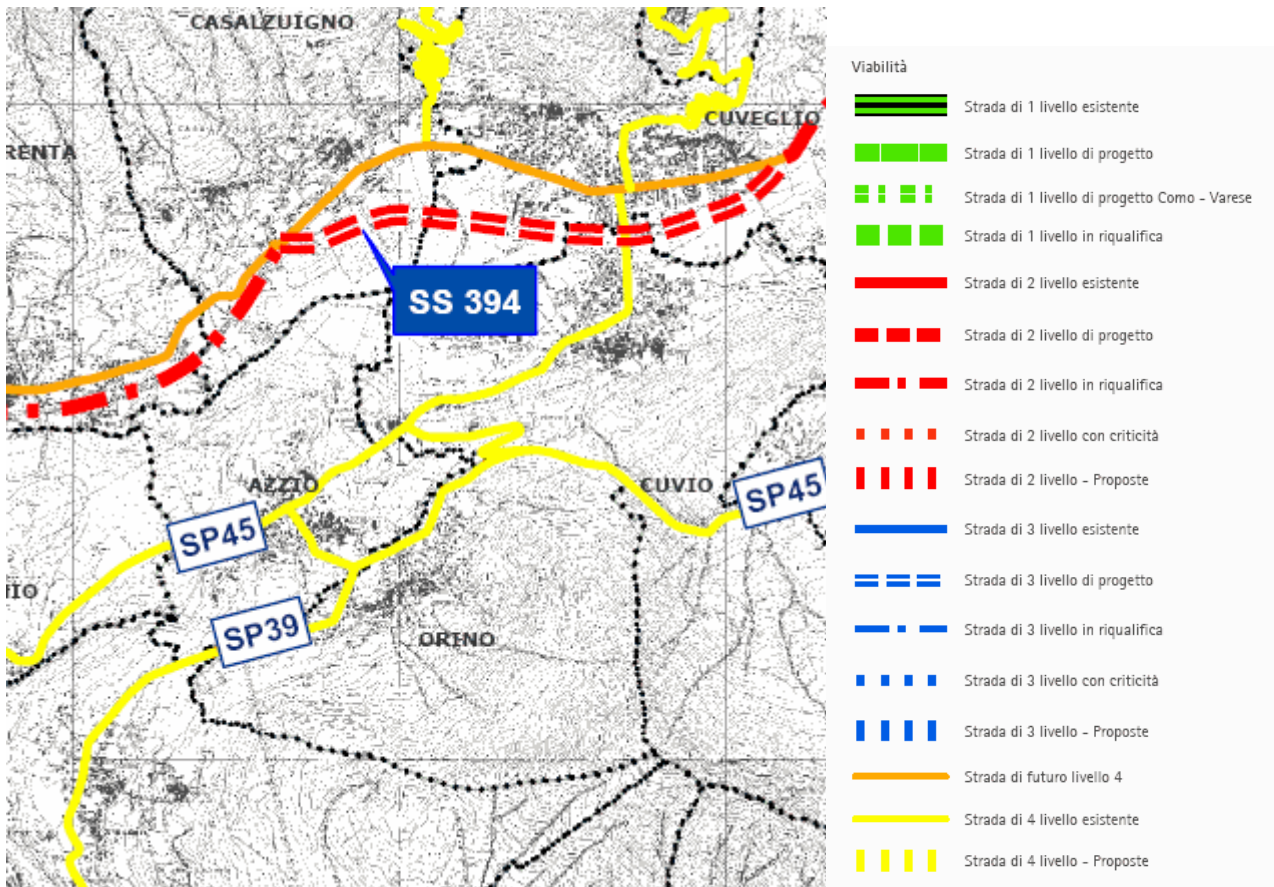 CASALZUIGNO
CUVEGLIO
RENTA
SS 394
AZZIO
CUVIO
SP45
SP45
IO
SP39
ORINO
Viabilità
Strada di 1 livello esistente
Strada di 1 livello di progetto
Strada di 1 livello di progetto Como - Varese
Strada di 1 livello in riqualifica
Strada di 2 livello esistente
Strada di 2 livello di progetto
Strada di 2 livello in riqualifica
Strada di 2 livello con criticità
Strada di 2 livello - Proposte
Strada di 3 livello esistente
Strada di 3 livello di progetto
Strada di 3 livello in riqualifica
Strada di 3 livello con criticità
Strada di 3 livello - Proposte
Strada di futuro livello 4
Strada di 4 livello esistente
Strada di 4 livello - Proposte